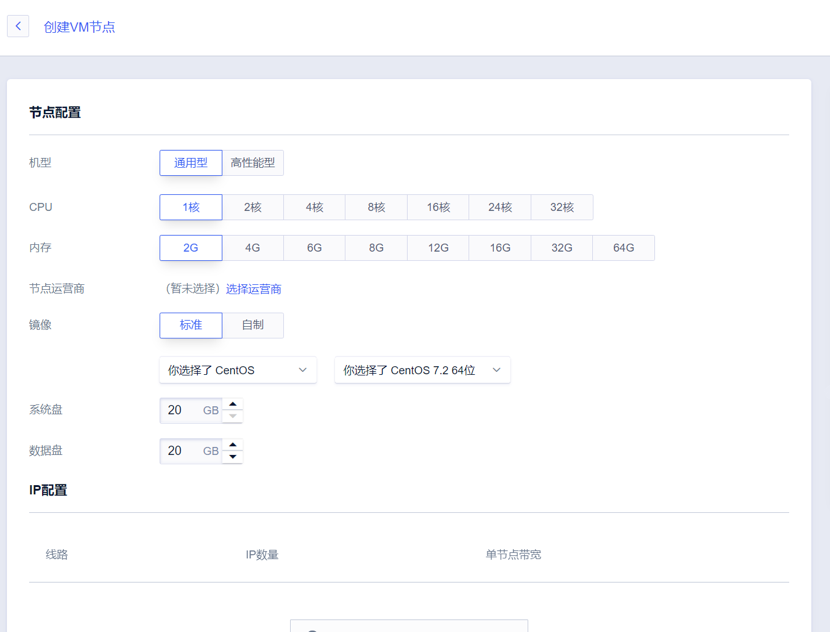 创建VM节点
节点配置
机型 通用型 高性能型
CPU 1核 2核 4核 8核 16核 24核 32核
内存 2G 4G 6G 8G 12G 16G 32G 64G
节点运营商 （暂未选择） 选择运营商
镜像 标准 自制
你选择了 CentOS 你选择了 CentOS 7.2 64位
系统盘 20 GB
数据盘 20 GB
IP配置
线路 IP数量 单节点带宽